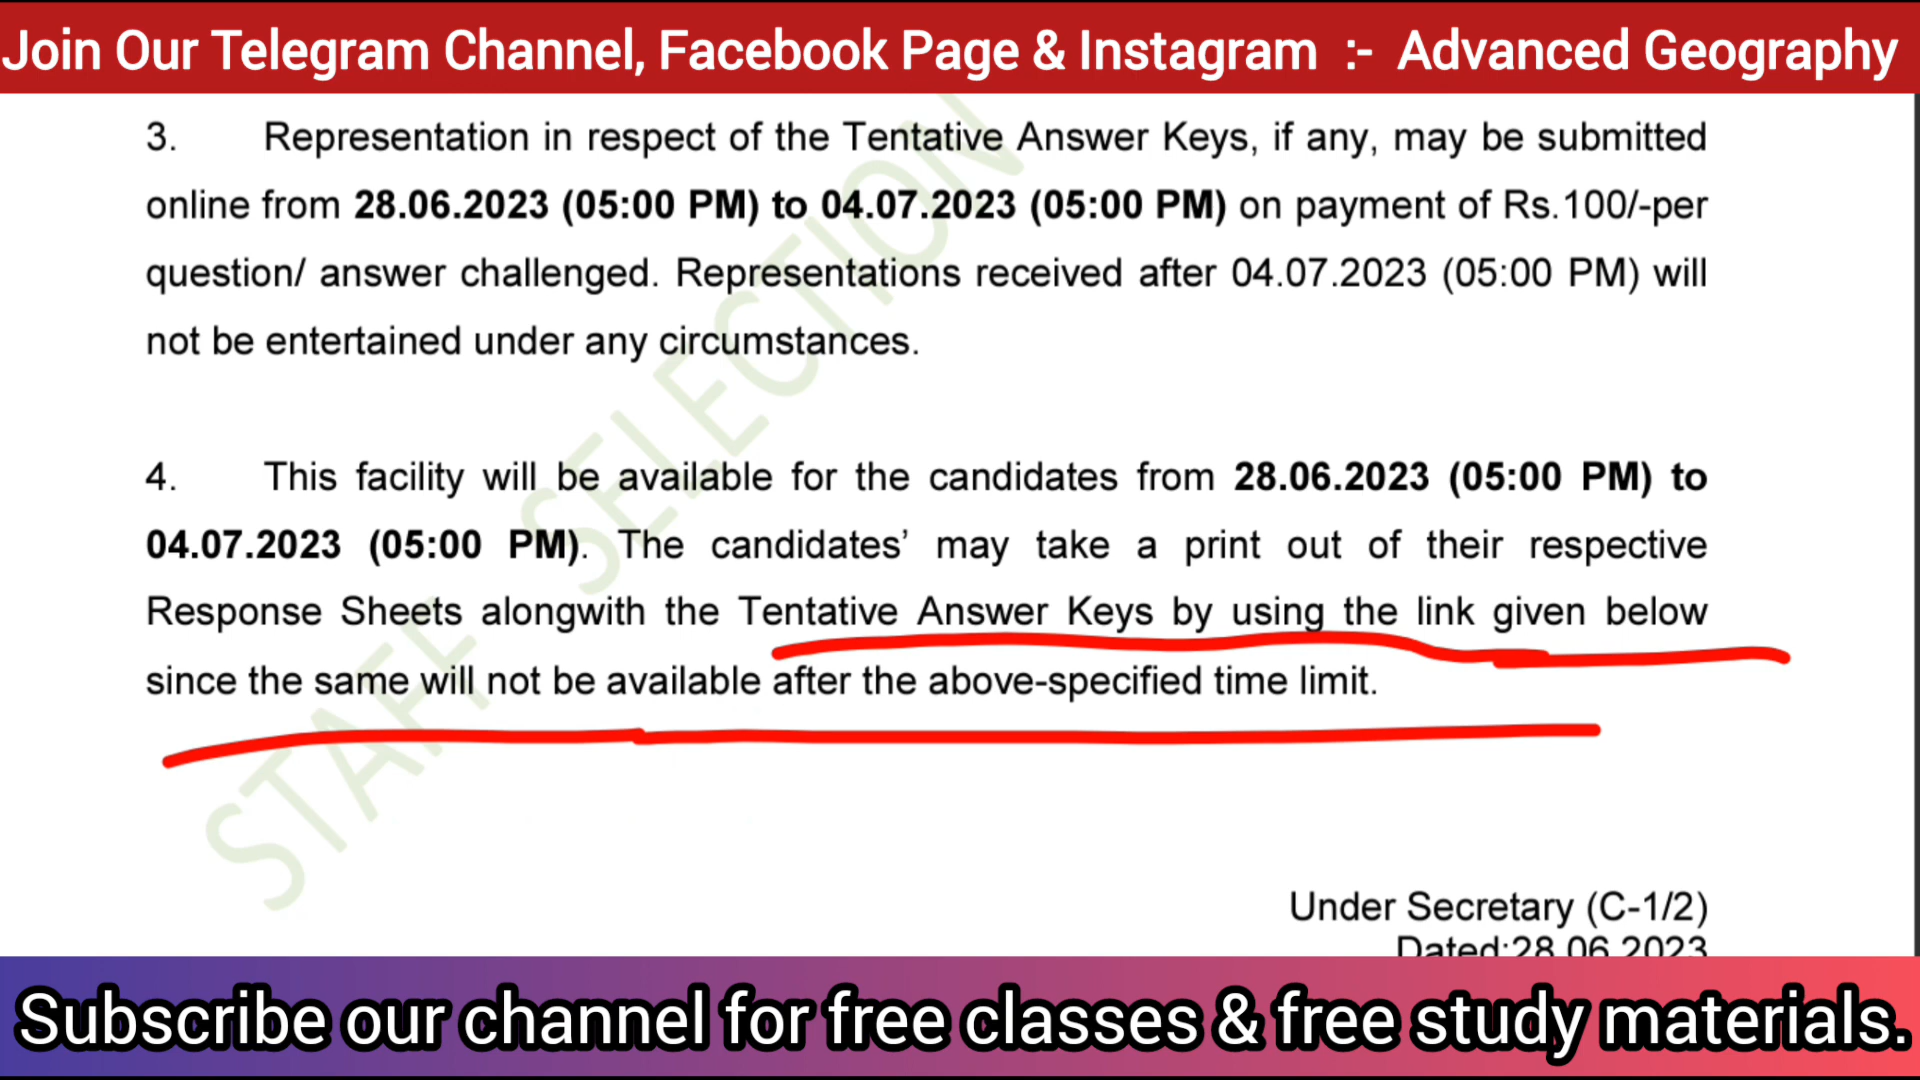 Join Our Telegram Channel, Facebook Page & Instagram :- Advanced Geography
3. Representation in respect of the Tentative Answer Keys, if any, may be submitted
online from 28.06.2023 (05:00 PM) to 04.07.2023 (05:00 PM) on payment of Rs.100/-per
question/ answer challenged. Representations received after 04.07.2023 (05:00 PM) will
not be entertained under any circumstances.
4. This facility will be available for the candidates from 28.06.2023 (05:00 PM) to
04.07.2023 (05:00 PM). The candidates’ may take a print out of their respective
Response Sheets alongwith the Tentative Answer Keys by using the link given below
since the same will not be available after the above-specified time limit.
STAFF SELECTION
Under Secretary (C-1/2)
Dated:28.06.2023
Subscribe our channel for free classes & free study materials.